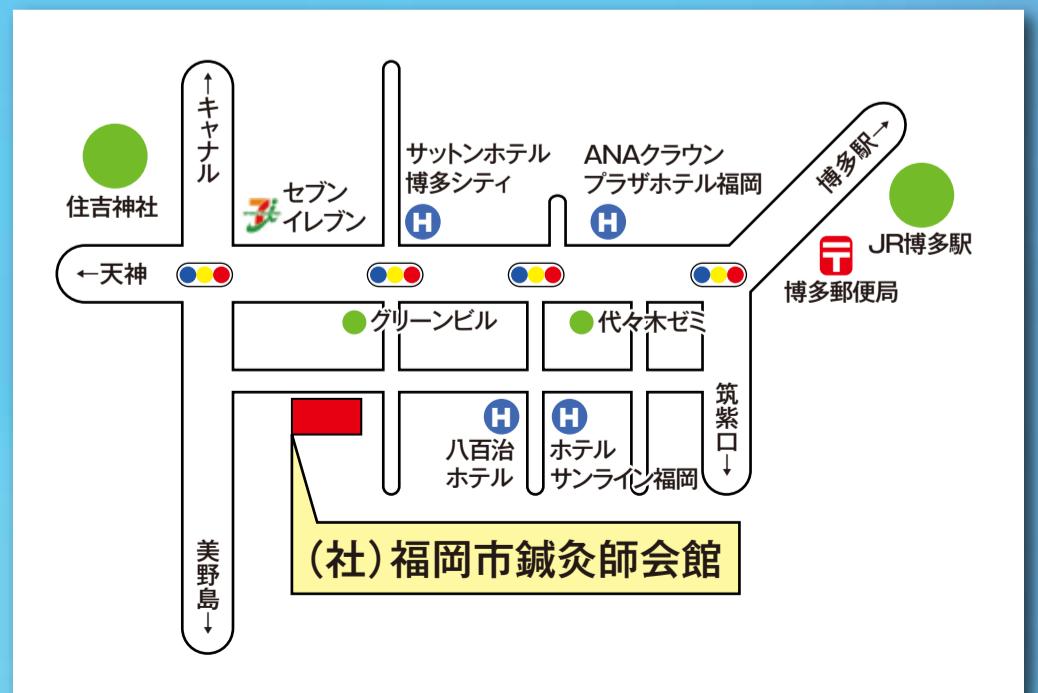 ←キャナル
住吉神社
セブン
イレブン
サットンホテル
博多シティ
ANAクラウン
プラザホテル福岡
博多駅→
JR博多駅
博多郵便局
←天神
グリーンビル
代々木ゼミ
筑紫口→
八百治
ホテル
ホテル
サンライン福岡
美野島→
(社)福岡市鍼灸師会館